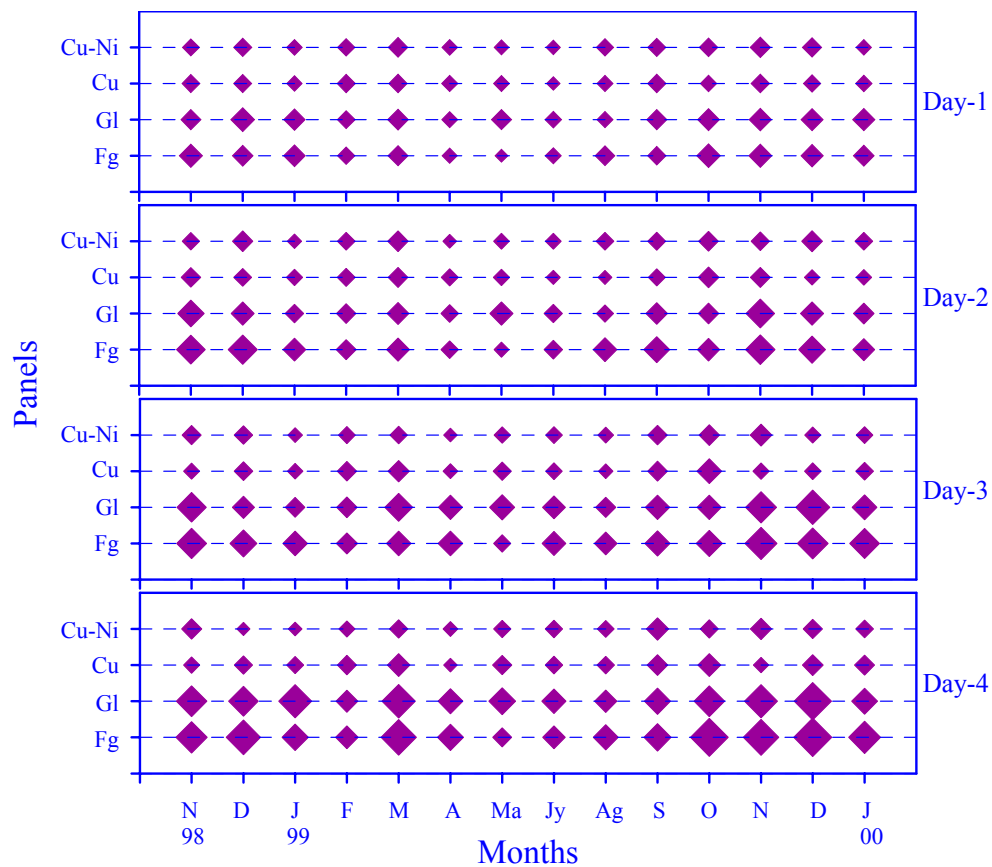 Cu-Ni
Cu
Gl
Fg
Day-1
Cu-Ni
Cu
Gl
Fg
Day-2
Panels
Cu-Ni
Cu
Gl
Fg
Day-3
Cu-Ni
Cu
Gl
Fg
Day-4
N D J F M A Ma Jy Ag S O N D J
98 99 00
Months